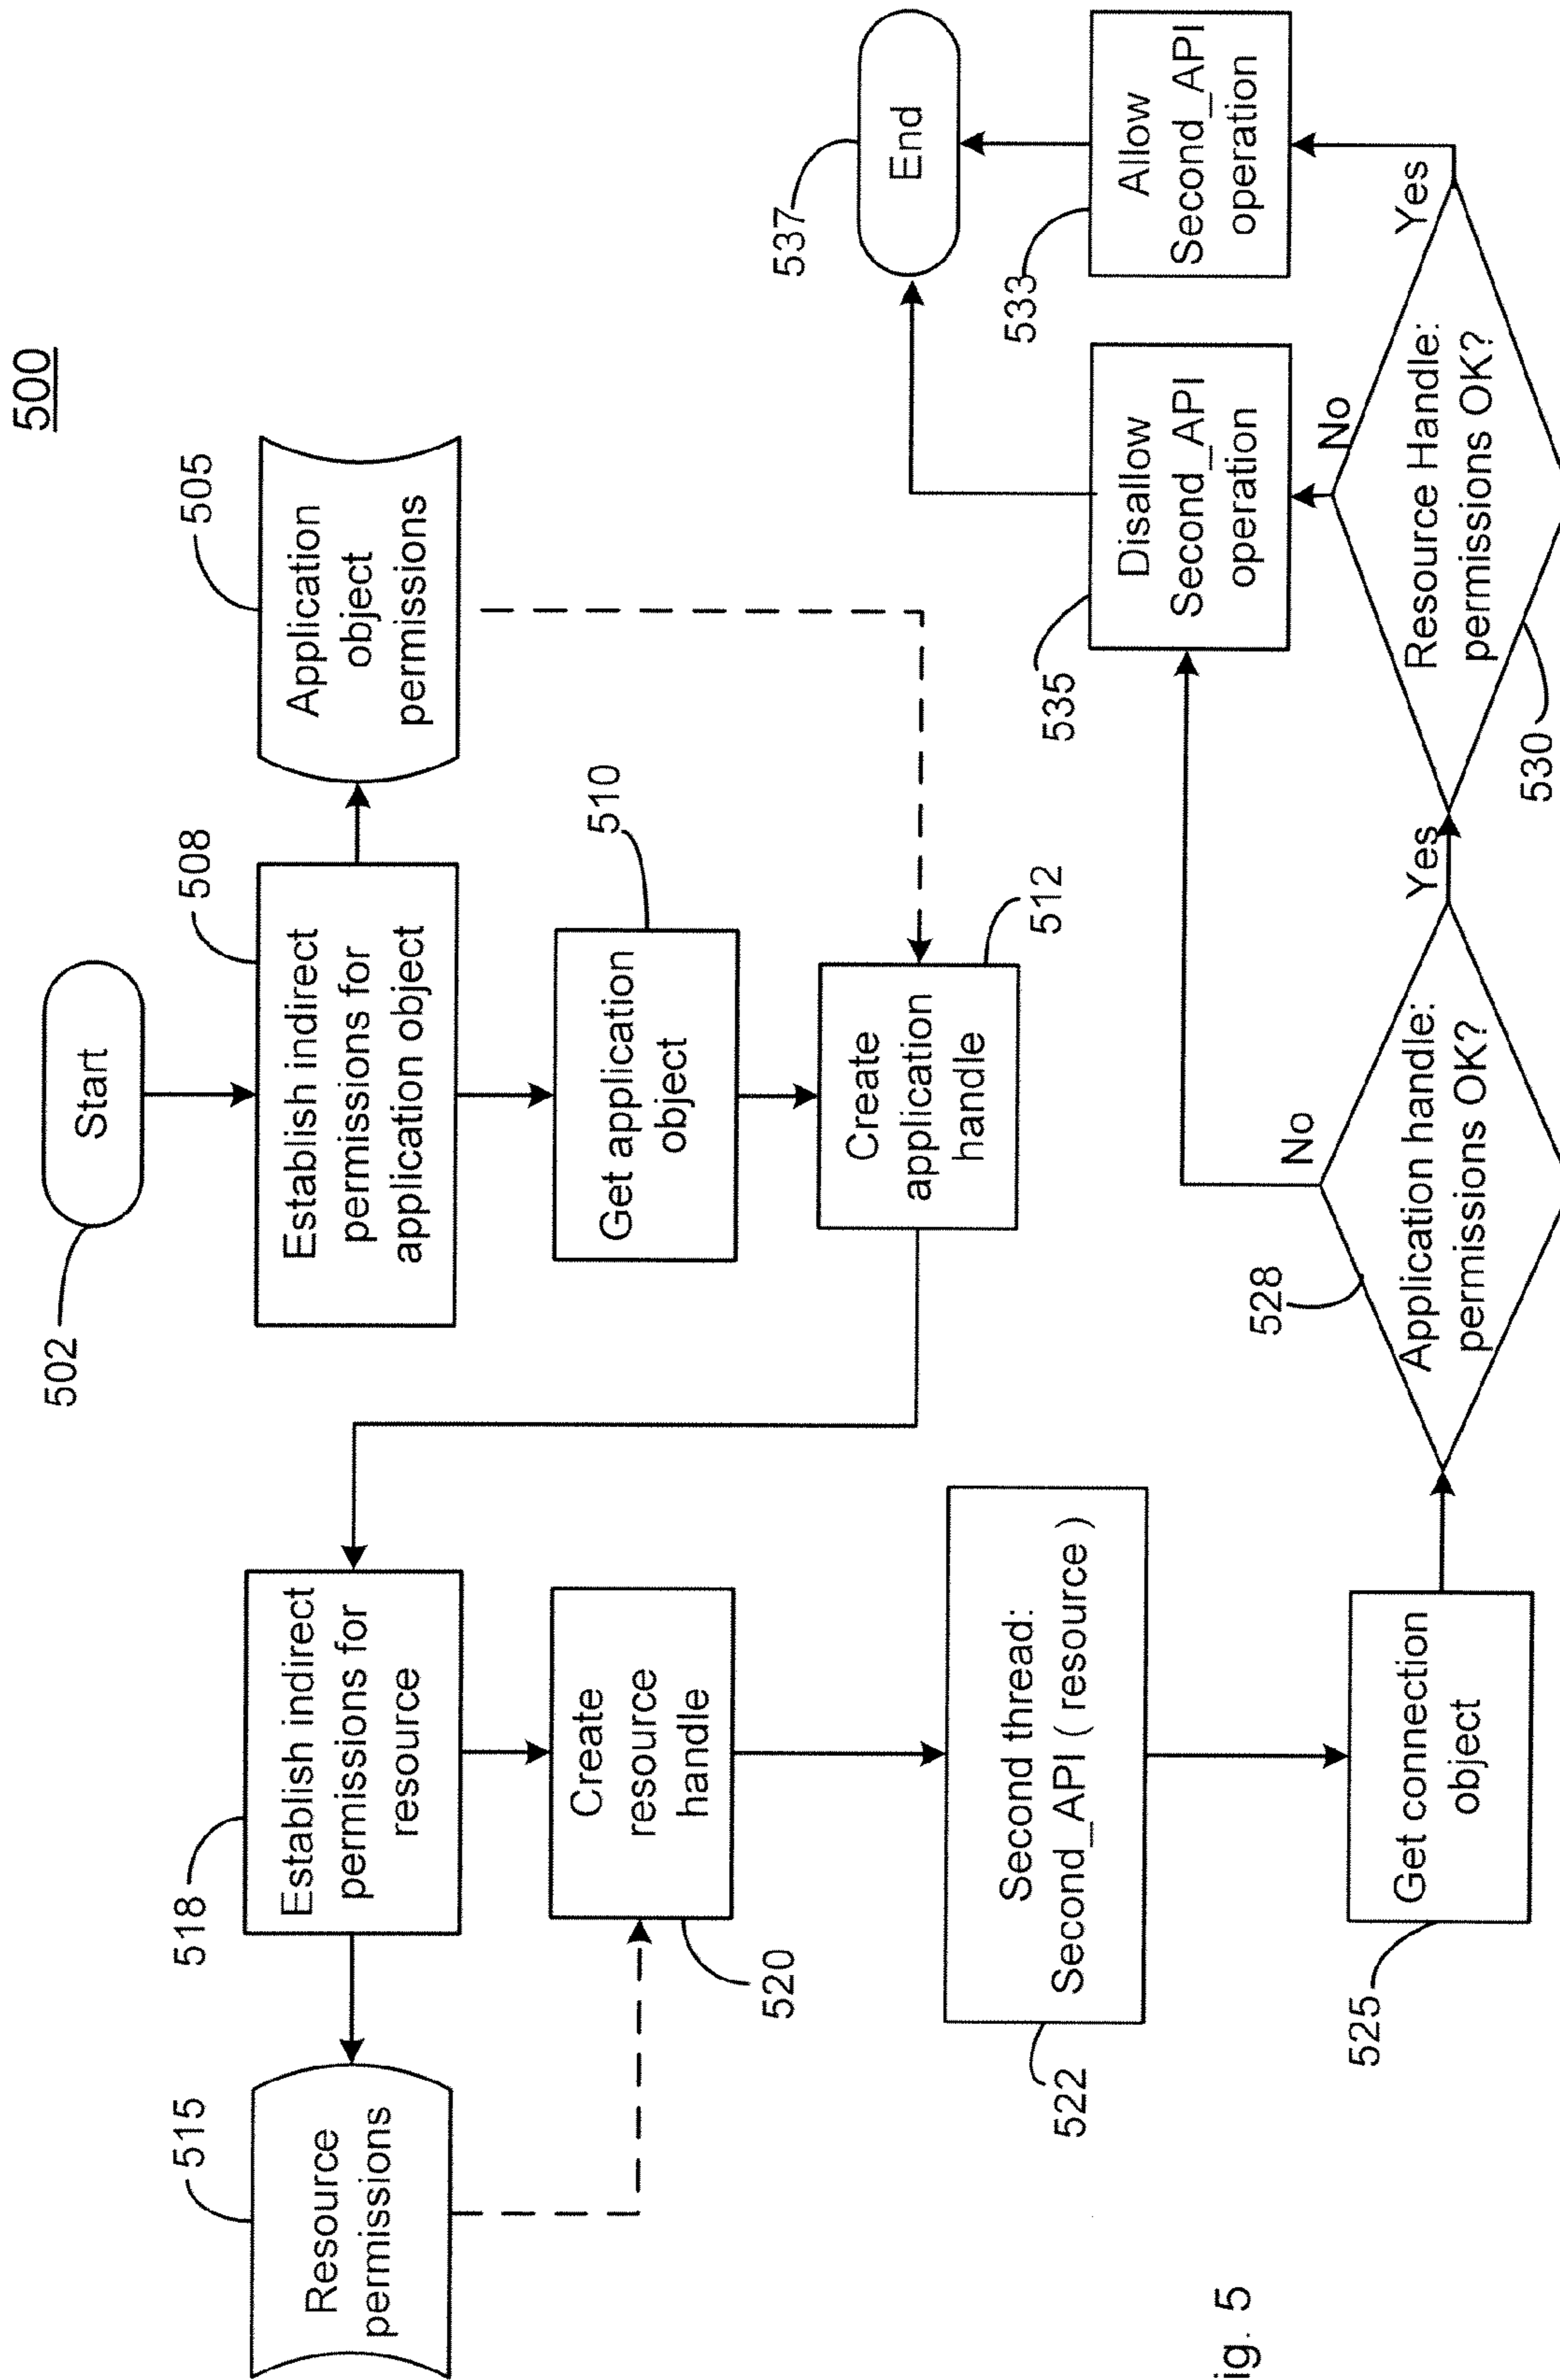 500
Start
502
Establish indirect
permissions for
application object
508
Application
object
permissions
505
Get application
object
510
Create
application
handle
512
Establish indirect
permissions for
resource
518
Resource
permissions
515
Create
resource
handle
520
Second thread:
Second_API ( resource )
522
Get connection
object
525
Application handle:
permissions OK?
528
No
Yes
Resource Handle:
permissions OK?
530
No
Yes
Disallow
Second_API
operation
535
Allow
Second_API
operation
533
End
537
ig. 5